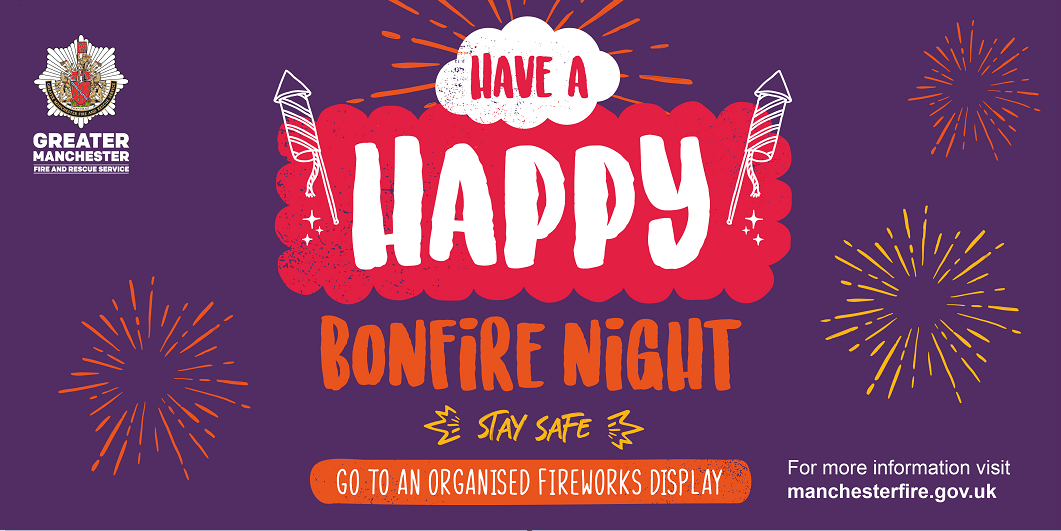 GREATER
MANCHESTER
FIRE AND RESCUE SERVICE
HAVE A
HAPPY
BONFiRE NiGHT
STAY SAFE
GO TO AN ORGANISED FIREWORKS DISPLAY
For more information visit
manchesterfire.gov.uk